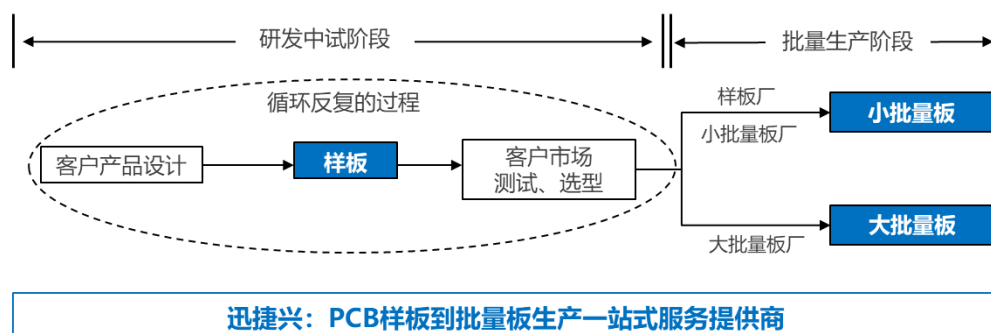 研发中试阶段
批量生产阶段
循环反复的过程
客户产品设计
样板
客户市场
测试、选型
样板厂
小批量板厂
小批量板
大批量板厂
大批量板
迅捷兴：PCB样板到批量板生产一站式服务提供商